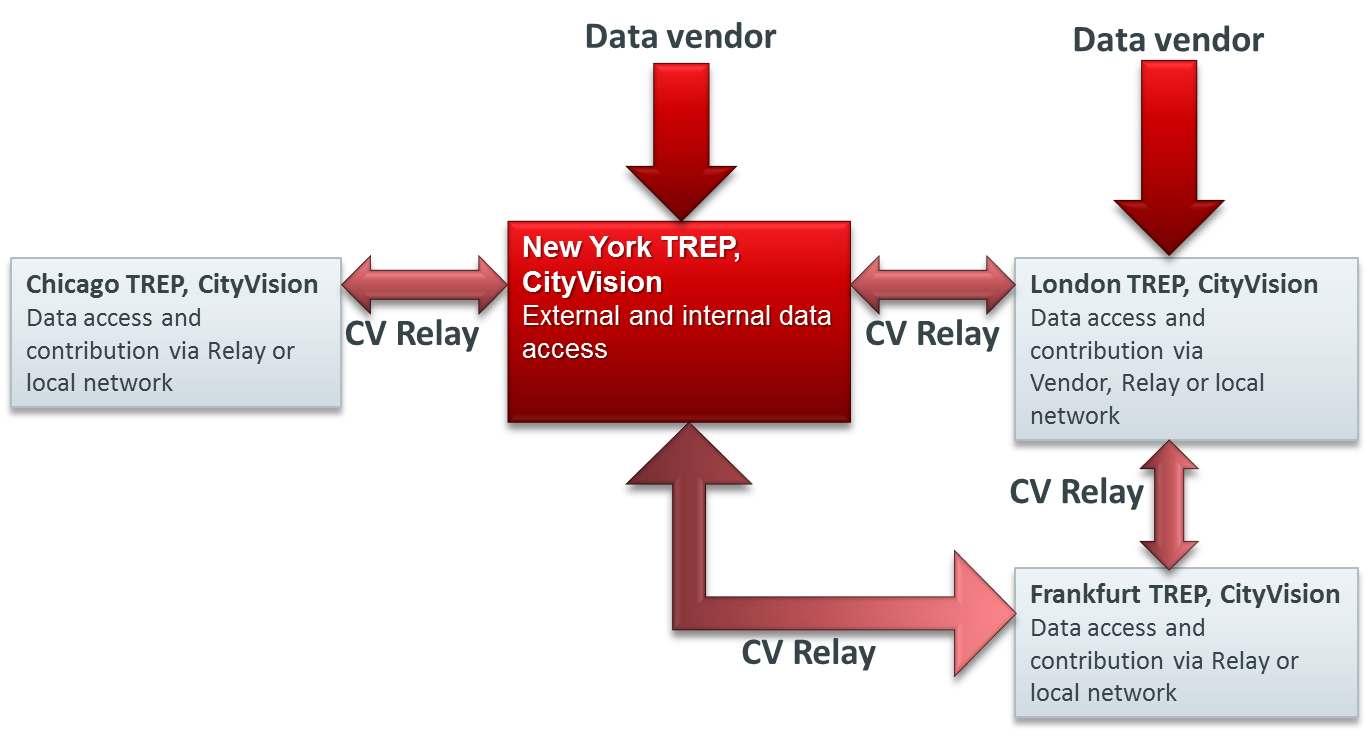 Data vendor
Data vendor
New York TREP,
CityVision
External and internal data
access
Chicago TREP, CityVision
Data access and
contribution via Relay or
local network
CV Relay
CV Relay
London TREP, CityVision
Data access and
contribution via
Vendor, Relay or local
network
CV Relay
Frankfurt TREP, CityVision
Data access and
contribution via Relay or
local network
CV Relay